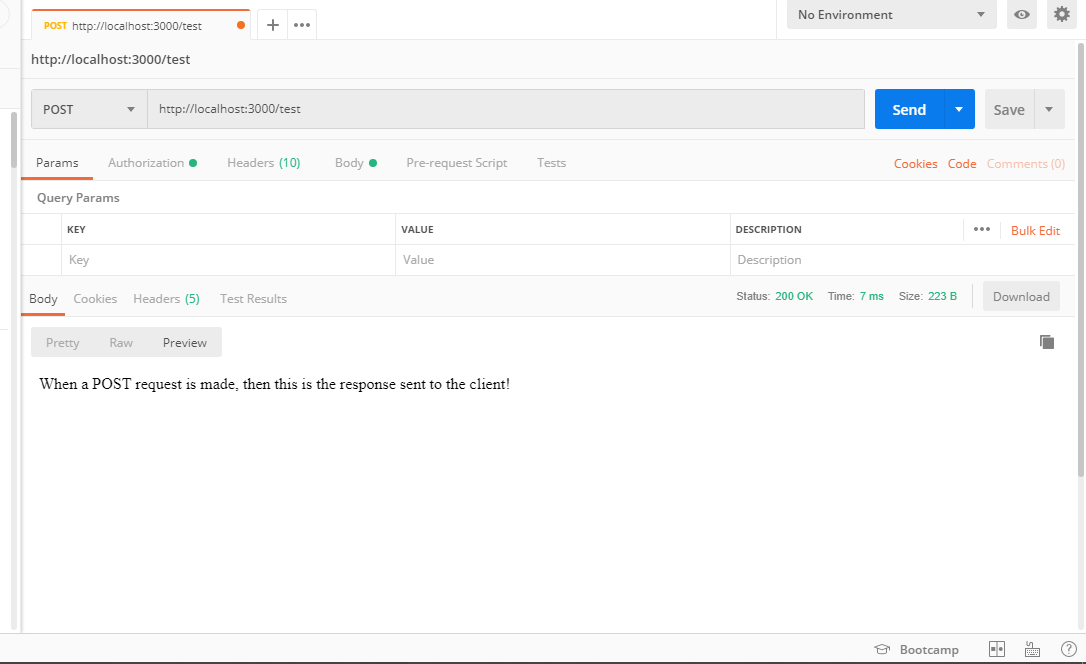 POST http://localhost:3000/test No Environment
http://localhost:3000/test
POST http://localhost:3000/test Send Save
Params Authorization Headers (10) Body Pre-request Script Tests Cookies Code Comments (0)
Query Params
KEY VALUE DESCRIPTION Bulk Edit
Key Value Description
Body Cookies Headers (5) Test Results Status: 200 OK Time: 7 ms Size: 223 B Download
Pretty Raw Preview
When a POST request is made, then this is the response sent to the client!
Bootcamp